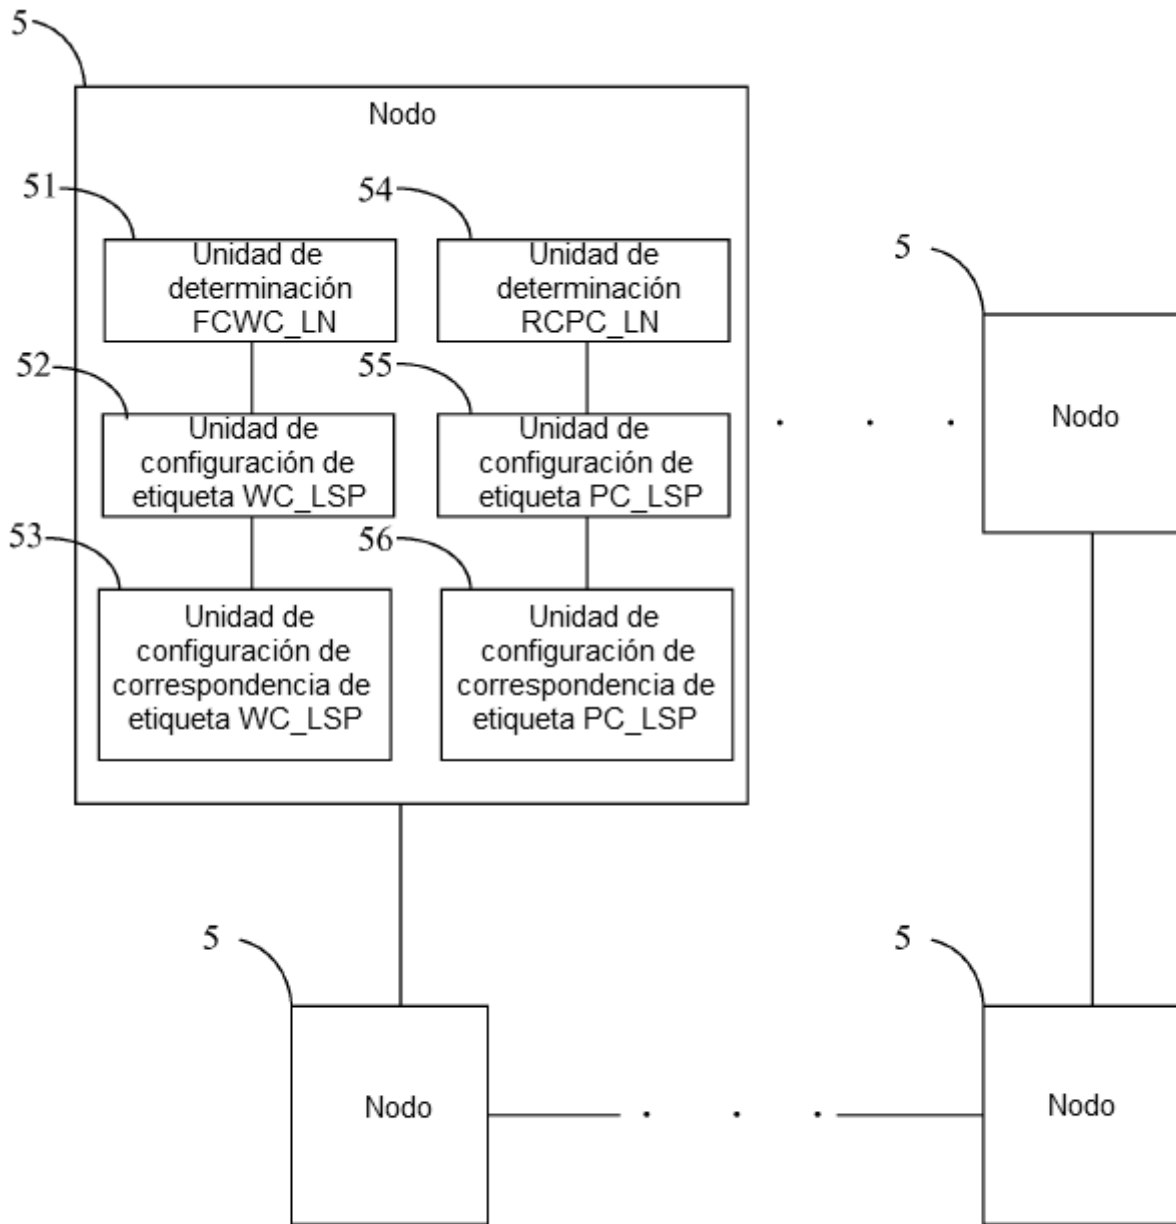 5
Nodo
51
54
Unidad de
determinación
FCWC_LN
Unidad de
determinación
RCPC_LN
5
Nodo
52
55
Unidad de
configuración de
etiqueta WC_LSP
Unidad de
configuración de
etiqueta PC_LSP
53
56
Unidad de
configuración de
correspondencia de
etiqueta WC_LSP
Unidad de
configuración de
correspondencia de
etiqueta PC_LSP
5
Nodo
5
Nodo